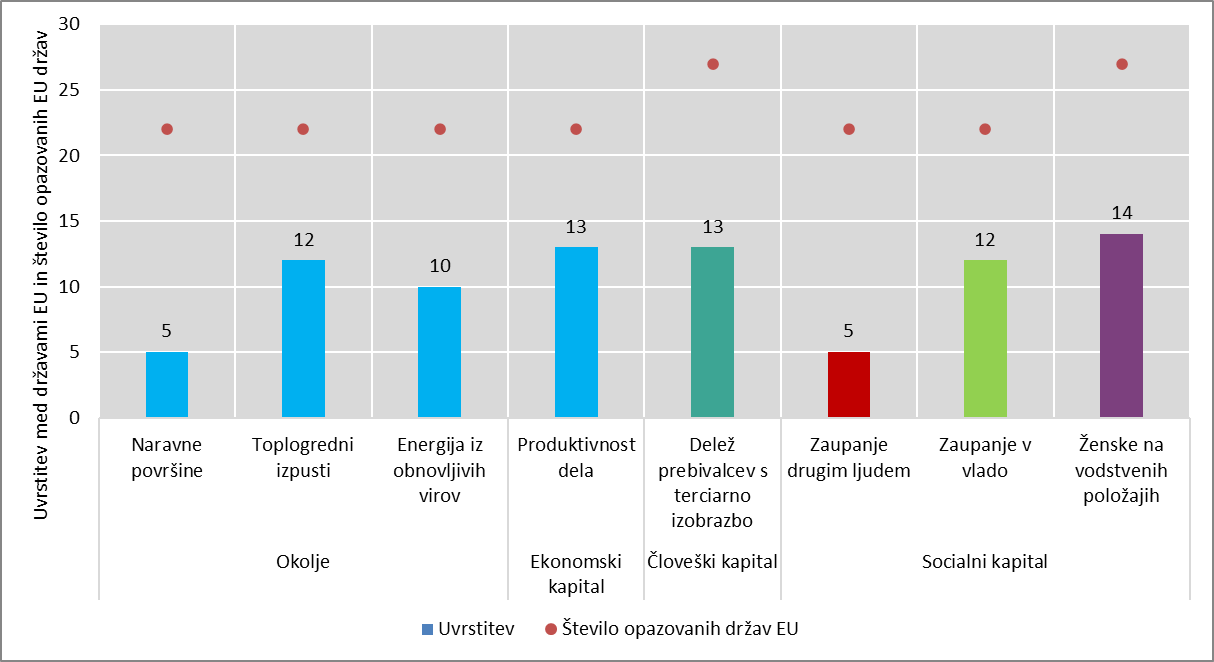 Uvrstitev med državami EU in število opazovanih EU držav
30
25
20
15
10
5
0
5
12
10
13
13
5
12
14
Naravne
površine
Toplogredni
izpusti
Energija iz
obnovljivih
virov
Produktivnost
dela
Delež
prebivalcev s
terciarno
izobrazbo
Zaupanje
drugim ljudem
Zaupanje v
vlado
Ženske na
vodstvenih
položajih
Okolje
Ekonomski
kapital
Človeški kapital
Socialni kapital
Uvrstitev
Število opazovanih držav EU